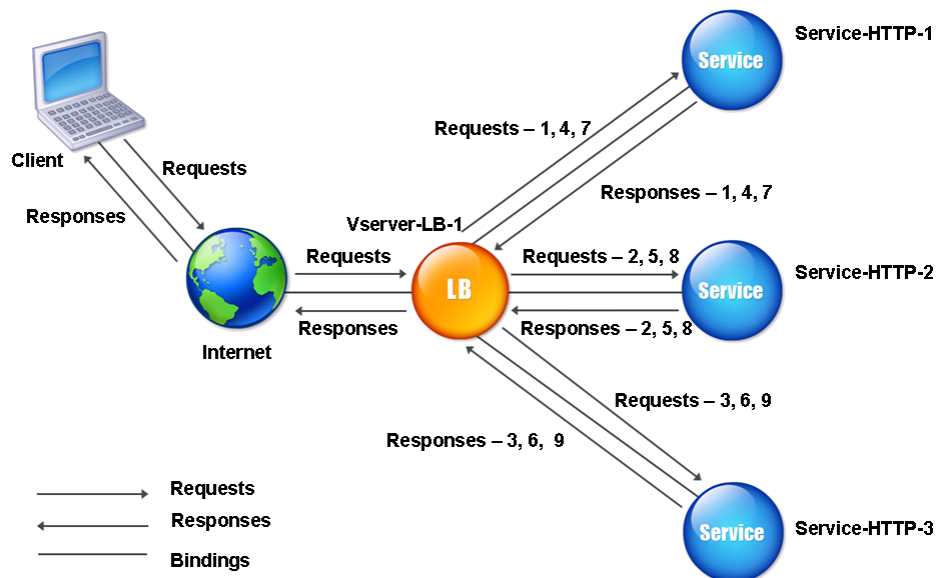 Service
Service-HTTP-1
Requests – 1, 4, 7
Client
Requests
Responses
Responses – 1, 4, 7
Vserver-LB-1
Requests
LB
Requests – 2, 5, 8
Service
Service-HTTP-2
Responses
Responses – 2, 5, 8
Internet
Requests – 3, 6, 9
Responses – 3, 6,  9
Requests
Responses
Bindings
Service
Service-HTTP-3